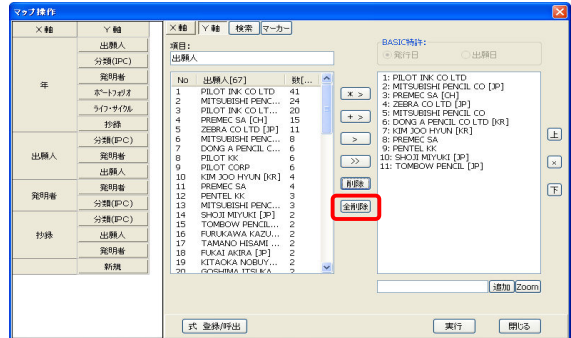 マップ操作
X 軸 Y 軸
年
出願人
分類(IPC)
発明者
ポートフォリオ
ライフ・サイクル
抄録
出願人
分類(IPC)
発明者
出願人
発明者
発明者
分類(IPC)
抄録
分類(IPC)
出願人
発明者
新規
X 軸 Y 軸 検索 マーカー
項目:
出願人
No 出願人[67] 数[...
1 PILOT INK CO LTD 41
2 MITSUBISHI PENC... 24
3 PILOT INK CO LT... 20
4 PREMEC SA [CH] 15
5 ZEBRA CO LTD [JP] 11
6 MITSUBISHI PENC... 8
7 DONG A PENCIL C... 6
8 PILOT KK 6
9 PILOT CORP 6
10 KIM JOO HYUN [KR] 4
11 PREMEC SA 4
12 PENTEL KK 3
13 MITSUBISHI PENC... 3
14 SHOJI MIYUKI [JP] 2
15 TOMBOW PENCIL... 2
16 FURUKAWA KAZU... 2
17 TAMANO HISAMI ... 2
18 FUKAI AKIRA [JP] 2
19 KITAOKA NOBUY... 2
20 GOSHIMA ITSUKA 2
* >
+ >
>
>>
削除
全削除
BASIC特許:
発行日 出願日
1: PILOT INK CO LTD
2: MITSUBISHI PENCIL CO [JP]
3: PREMEC SA [CH]
4: ZEBRA CO LTD [JP]
5: MITSUBISHI PENCIL CO LTD
6: DONG A PENCIL CO LTD [KR]
7: KIM JOO HYUN [KR]
8: PREMEC SA
9: PENTEL KK
10: SHOJI MIYUKI [JP]
11: TOMBOW PENCIL [JP]
上
×
下
追加 Zoom
式 登録/呼出 実行 閉じる